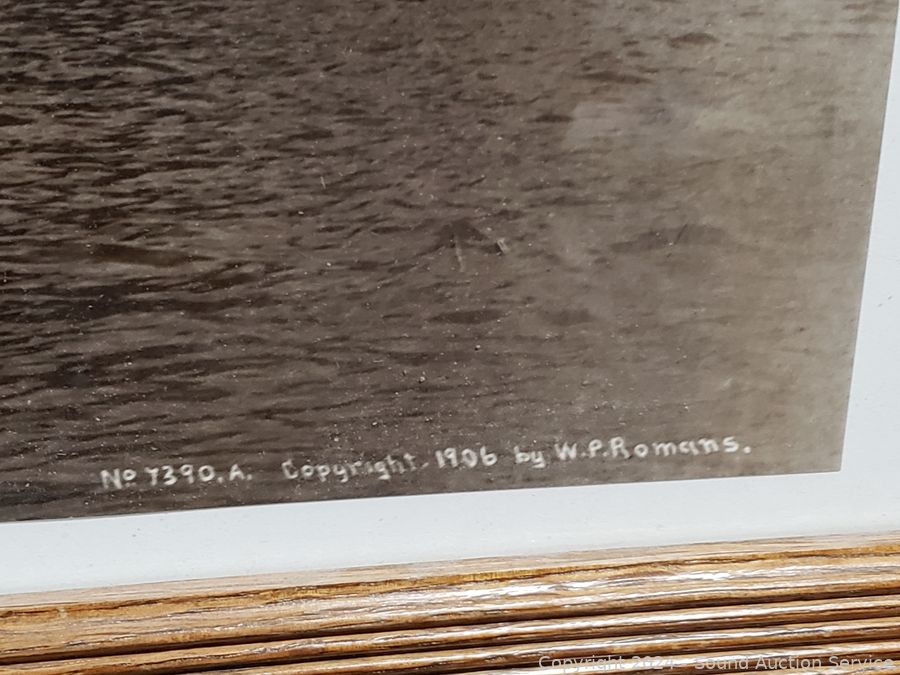 No 7390.A. Copyright 1906 by W.P.Romans.
Copyright 2024 - Sound Auction Service